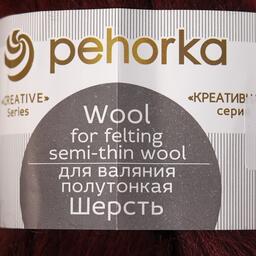 pehorka
«CREATIVE»
Series
«КРЕАТИВ
сери
Wool
for felting
semi-thin wool
для валяния
полутонкая
Шерсть